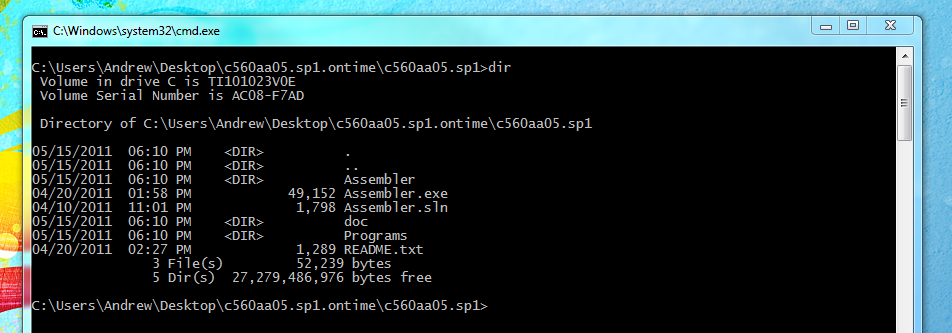 C:\Windows\system32\cmd.exe
C:\Users\Andrew\Desktop\c560aa05.sp1.ontime\c560aa05.sp1>dir
 Volume in drive C is TI101023V0E
 Volume Serial Number is AC08-F7AD

 Directory of C:\Users\Andrew\Desktop\c560aa05.sp1.ontime\c560aa05.sp1

05/15/2011  06:10 PM    <DIR>          .
05/15/2011  06:10 PM    <DIR>          ..
05/15/2011  06:10 PM    <DIR>          Assembler
04/20/2011  01:58 PM            49,152 Assembler.exe
04/10/2011  11:01 PM             1,798 Assembler.sln
05/15/2011  06:10 PM    <DIR>          doc
05/15/2011  06:10 PM    <DIR>          Programs
04/20/2011  02:27 PM             1,289 README.txt
               3 File(s)         52,239 bytes
               5 Dir(s)  27,279,486,976 bytes free

C:\Users\Andrew\Desktop\c560aa05.sp1.ontime\c560aa05.sp1>